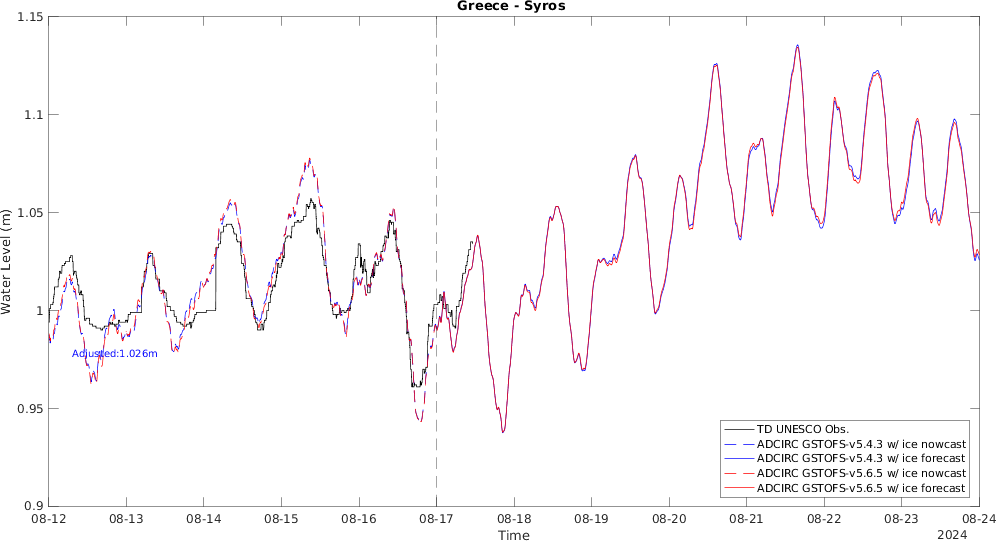 Greece - Syros
1.15
1.1
1.05
1
0.95
0.9
Water Level (m)
Adjusted:1.026m
TD UNESCO Obs.
ADCIRC GSTOFS-v5.4.3 w/ ice nowcast
ADCIRC GSTOFS-v5.4.3 w/ ice forecast
ADCIRC GSTOFS-v5.6.5 w/ ice nowcast
ADCIRC GSTOFS-v5.6.5 w/ ice forecast
08-12 08-13 08-14 08-15 08-16 08-17 08-18 08-19 08-20 08-21 08-22 08-23 08-24
Time
2024